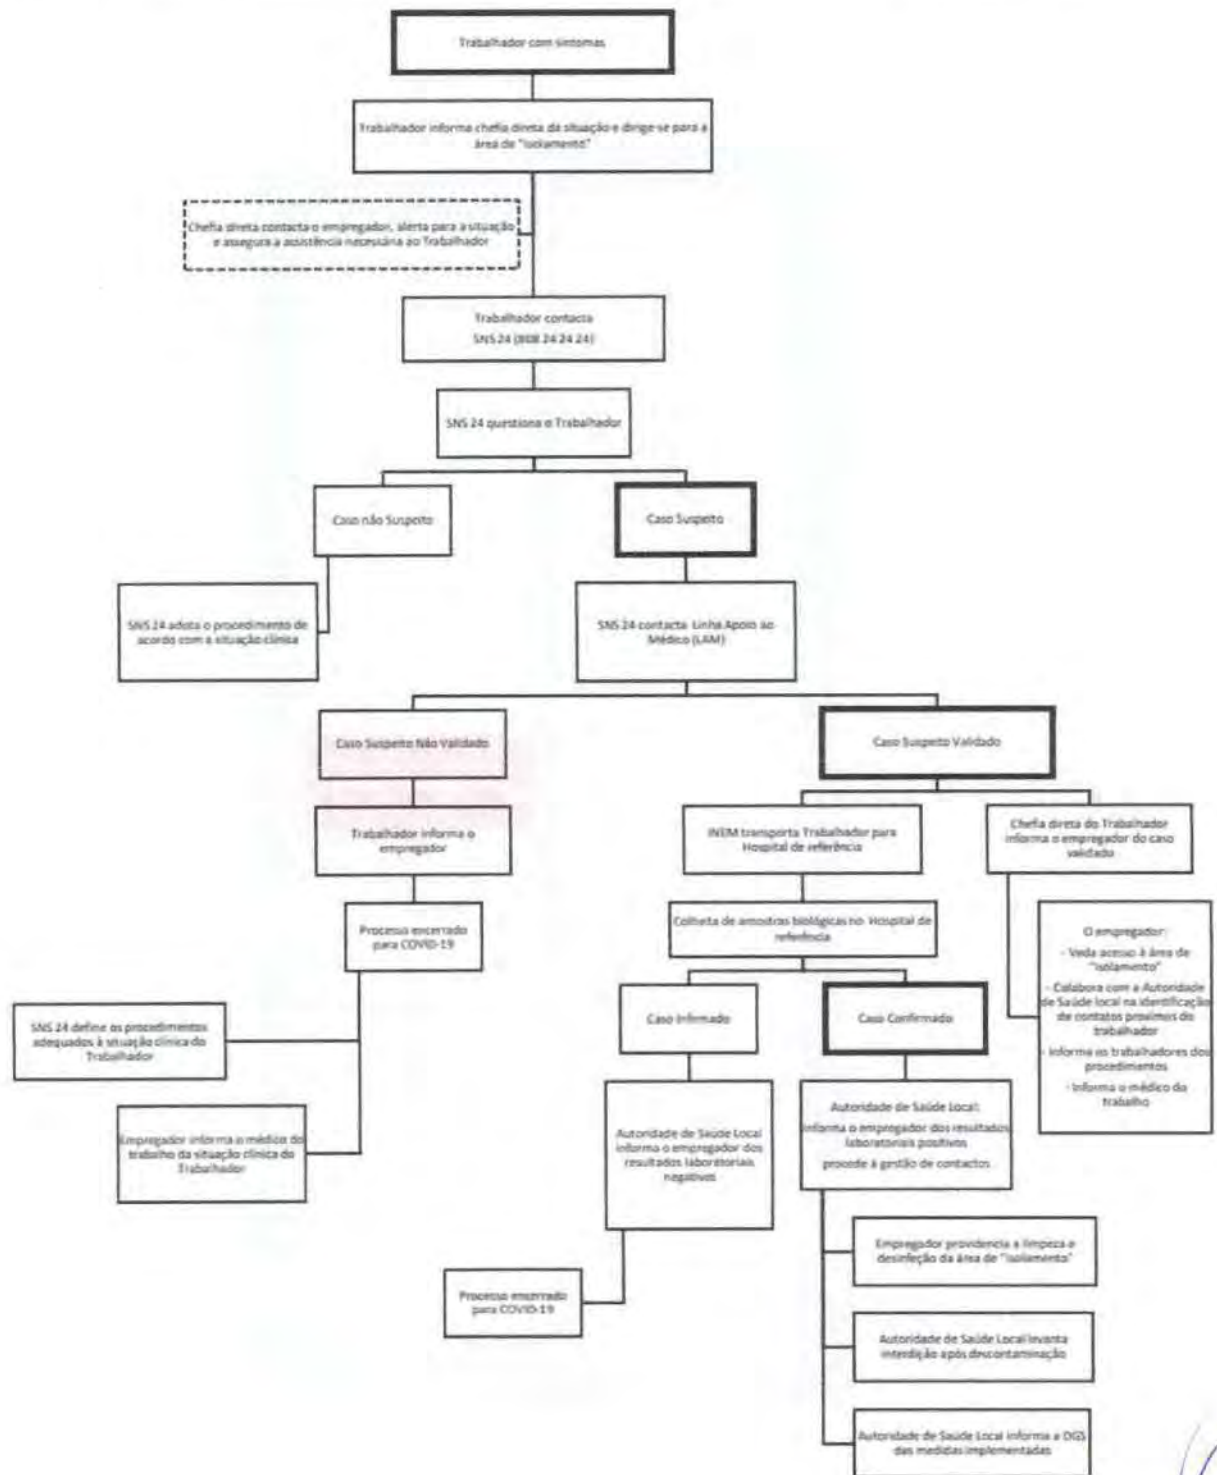 Trabalhador com sintomas
Trabalhador informa chefia direta da situação e dirige-se para a
área de "isolamento"
Chefia direta contacta o empregador, alerta para a situação
e assegura a assistência necessária ao Trabalhador
Trabalhador contacta
SNS 24 (808 24 24 24)
SNS 24 questiona o Trabalhador
Caso não Suspeito
Caso Suspeito
SNS 24 adota o procedimento de
acordo com a situação clínica
SNS 24 contacta Linha Apoio ao
Médico (LAM)
Caso Suspeito Não Validado
Caso Suspeito Validado
Trabalhador informa o
empregador
INEM transporta Trabalhador para
Hospital de referência
Chefia direta do Trabalhador
informa o empregador do caso
validado
Processo encerrado
para COVID-19
Colheita de amostras biológicas no Hospital de
referência
O empregador:
- Veda acesso à área de
"isolamento"
- Colabora com a Autoridade
de Saúde local na identificação
de contatos proximos do
trabalhador
- Informa os trabalhadores dos
procedimentos
- Informa o médico do
trabalho
SNS 24 define os procedimentos
adequados à situação clínica do
Trabalhador
Caso Infirmado
Caso Confirmado
Empregador informa o médico do
trabalho da situação clínica do
Trabalhador
Autoridade de Saúde Local
informa o empregador dos
resultados laboratoriais
negativos
Autoridade de Saúde Local:
informa o empregador dos resultados
laboratoriais positivos
procede à gestão de contactos
Processo encerrado
para COVID-19
Empregador providencia a limpeza e
desinfeção da área de "isolamento"
Autoridade de Saúde Local levanta
interdição após descontaminação
Autoridade de Saúde Local informa a DGS
das medidas implementadas